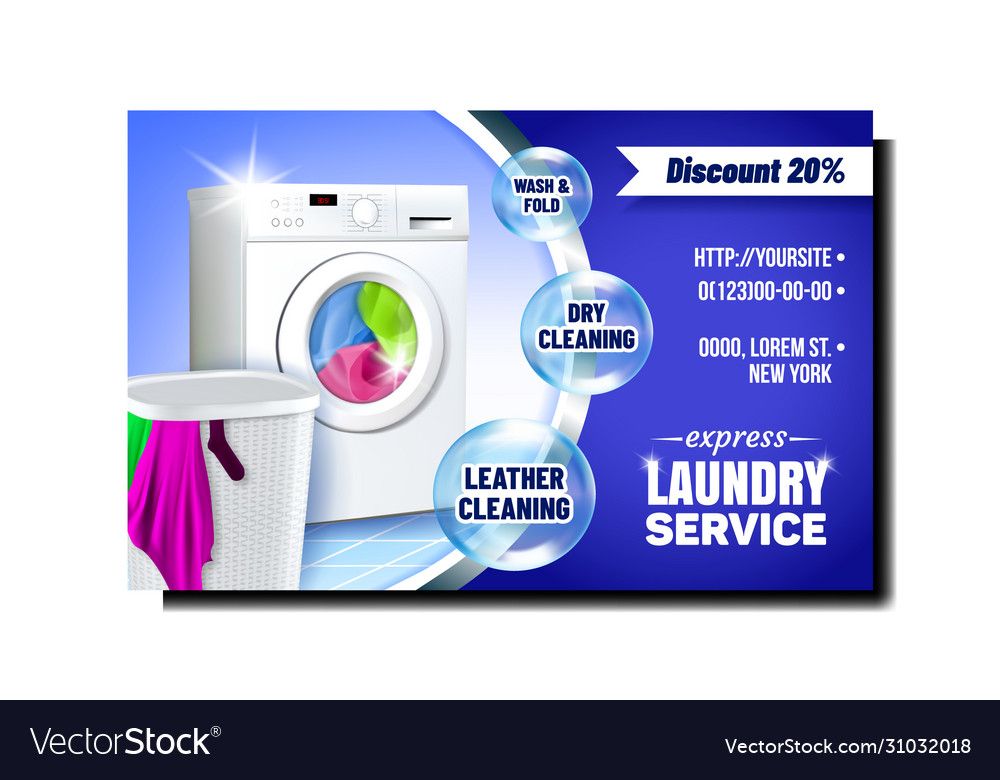 WASH &
FOLD
DRY
CLEANING
LEATHER
CLEANING
Discount 20%
HTTP://YOURSITE •
0(123)00-00-00 •
0000, LOREM ST. •
NEW YORK
express
LAUNDRY
SERVICE
VectorStock®
VectorStock.com/31032018